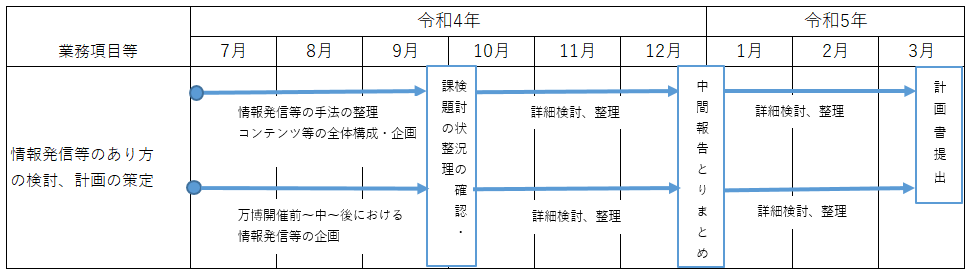 業務項目等
令和4年
令和5年
7月
8月
9月
10月
11月
12月
1月
2月
3月
情報発信等のあり方
の検討、計画の策定
情報発信等の手法の整理
コンテンツ等の全体構成・企画
万博開催前～中～後における
情報発信等の企画
検討状況の確認・
課題の整理
詳細検討、整理
詳細検討、整理
中間報告とりまとめ
詳細検討、整理
詳細検討、整理
計画書提出